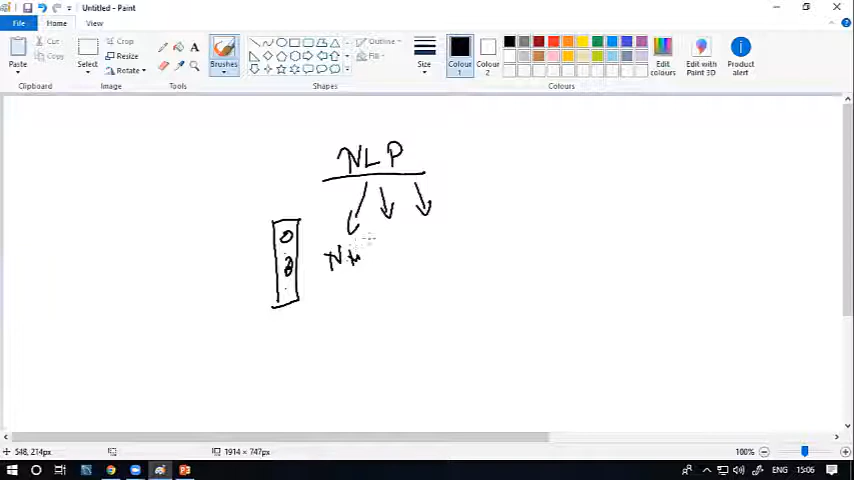 Untitled - Paint
File
Home
View
Paste
Cut
Copy
Clipboard
Select
Crop
Resize
Rotate
Image
Tools
Brushes
Shapes
Outline
Fill
Size
Colour 1
Colour 2
Colours
Edit colours
Edit with Paint 3D
Product alert
NLP
548, 214px
1914 × 747px
100%
ENG
15:06